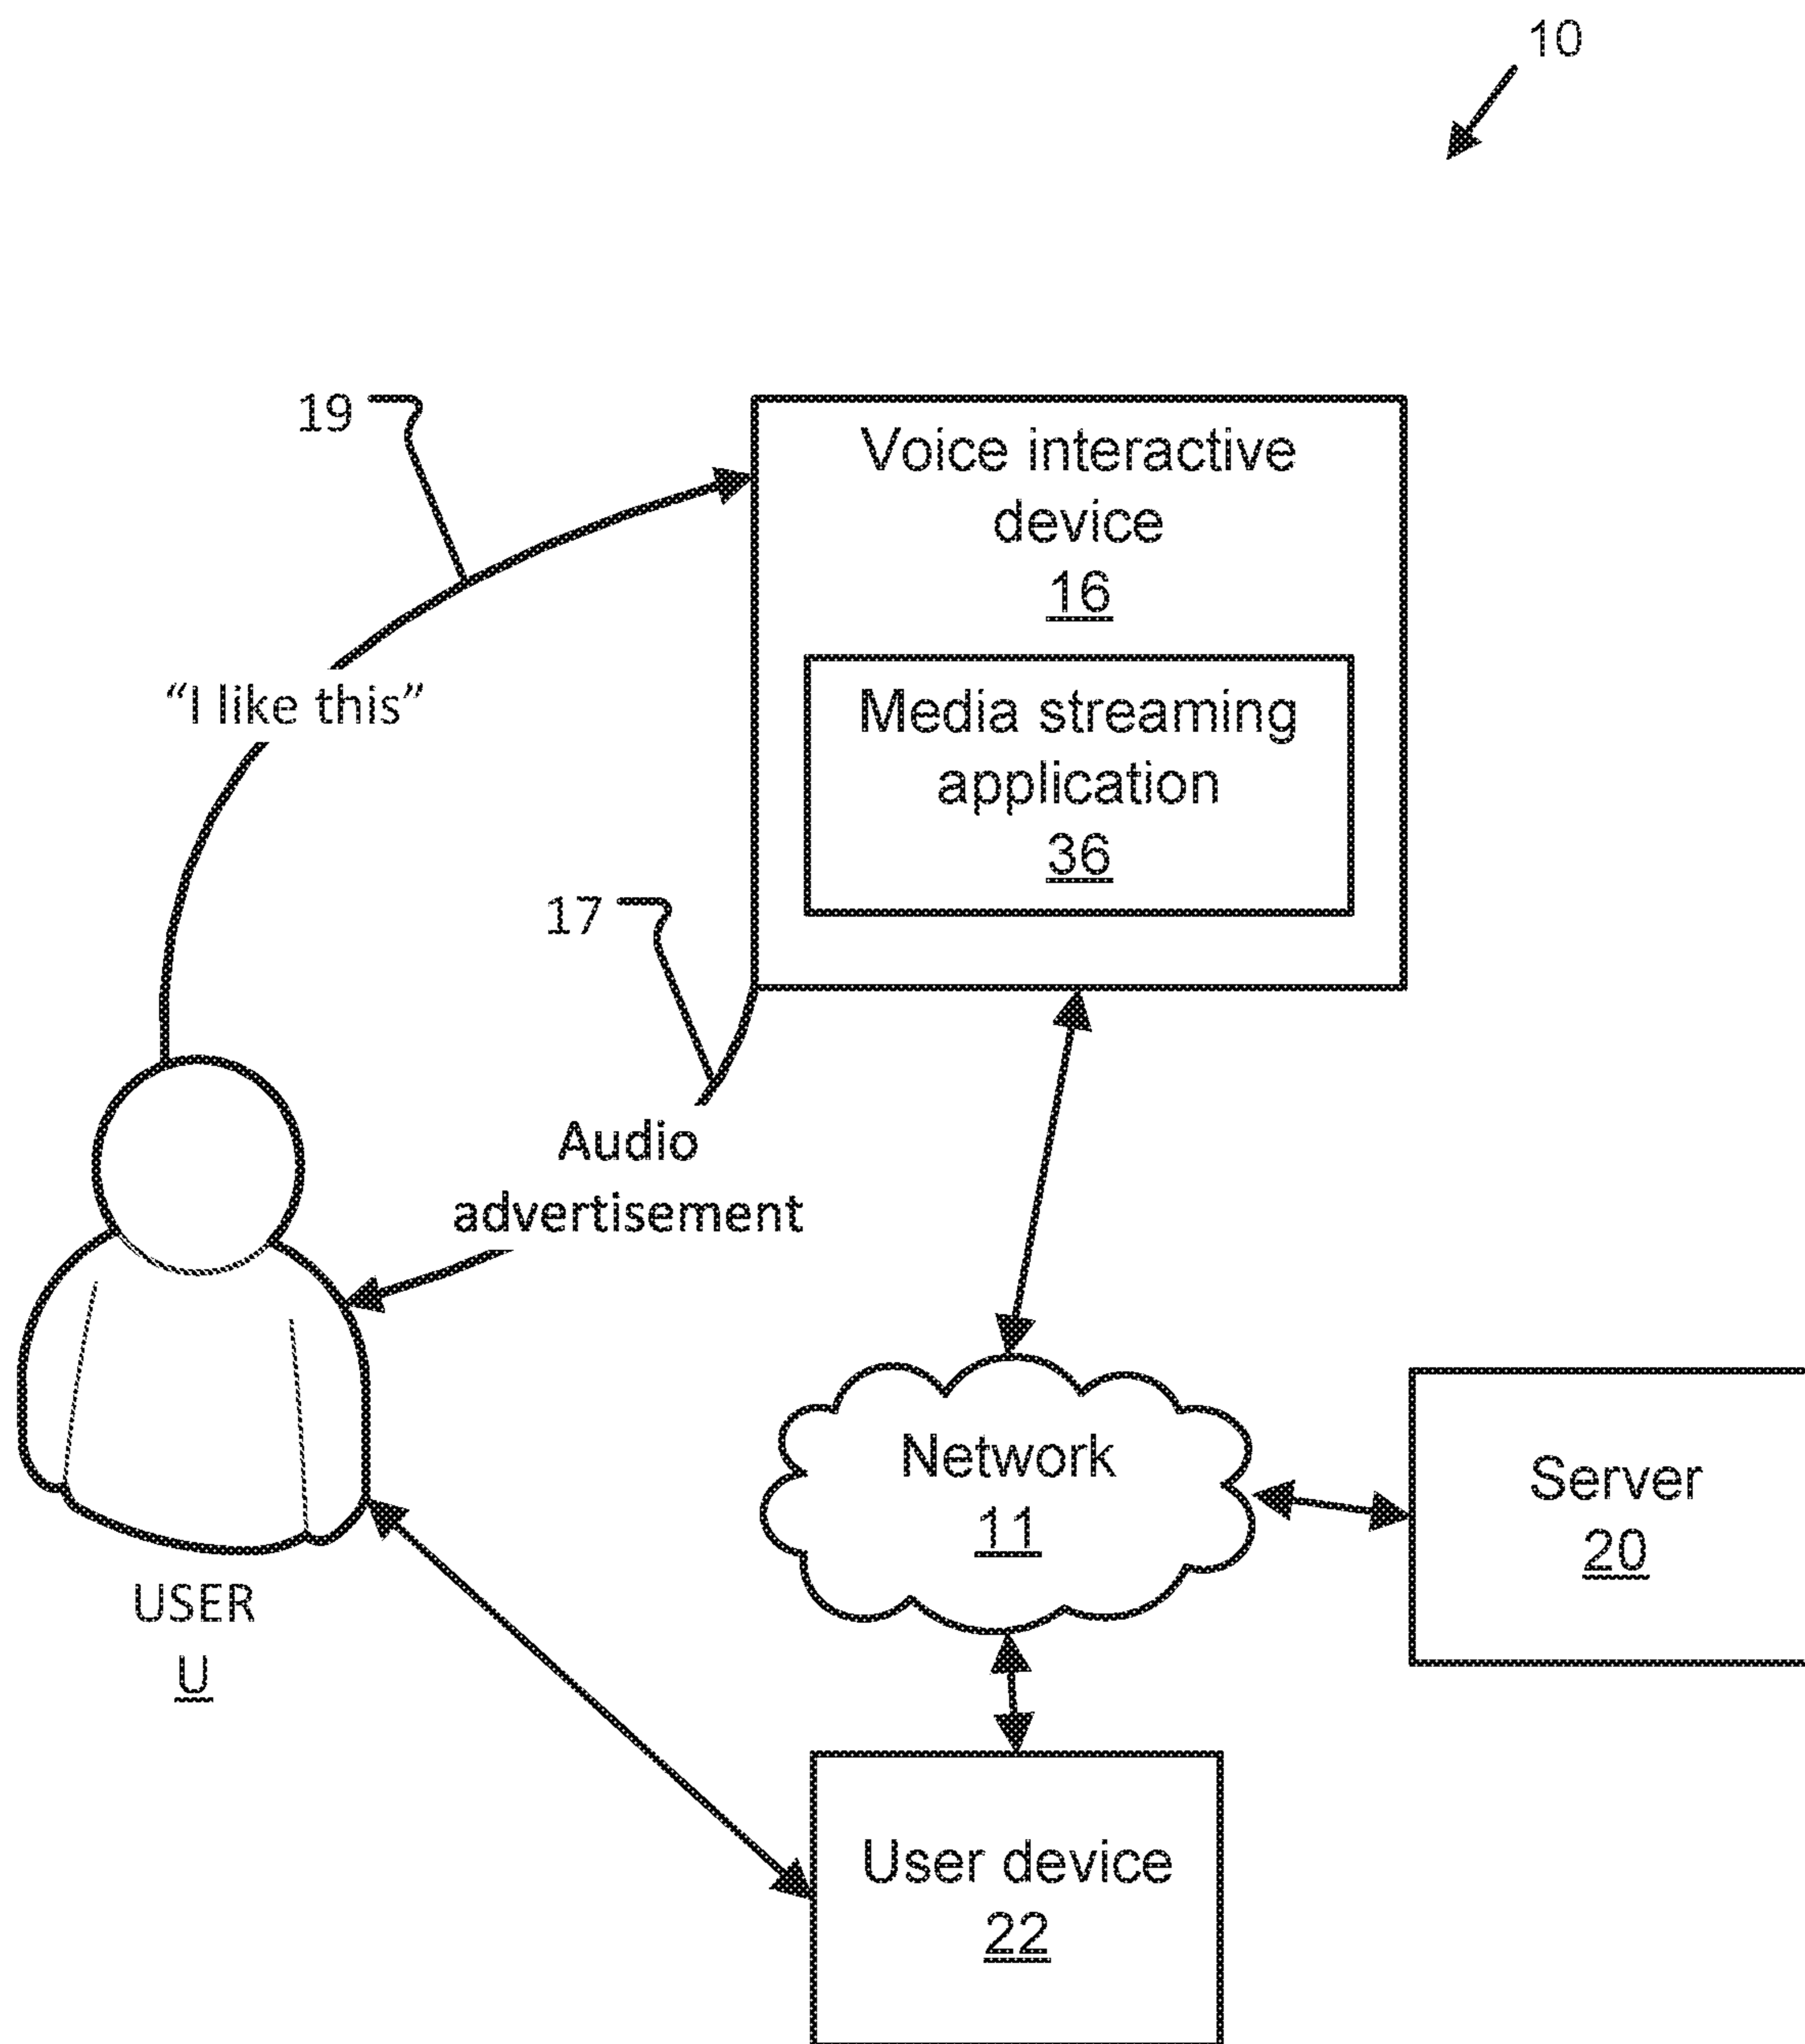 10
19
Voice interactive
device
16
"I like this"
Media streaming
application
36
17
Audio
advertisement
Network
11
Server
20
USER
U
User device
22